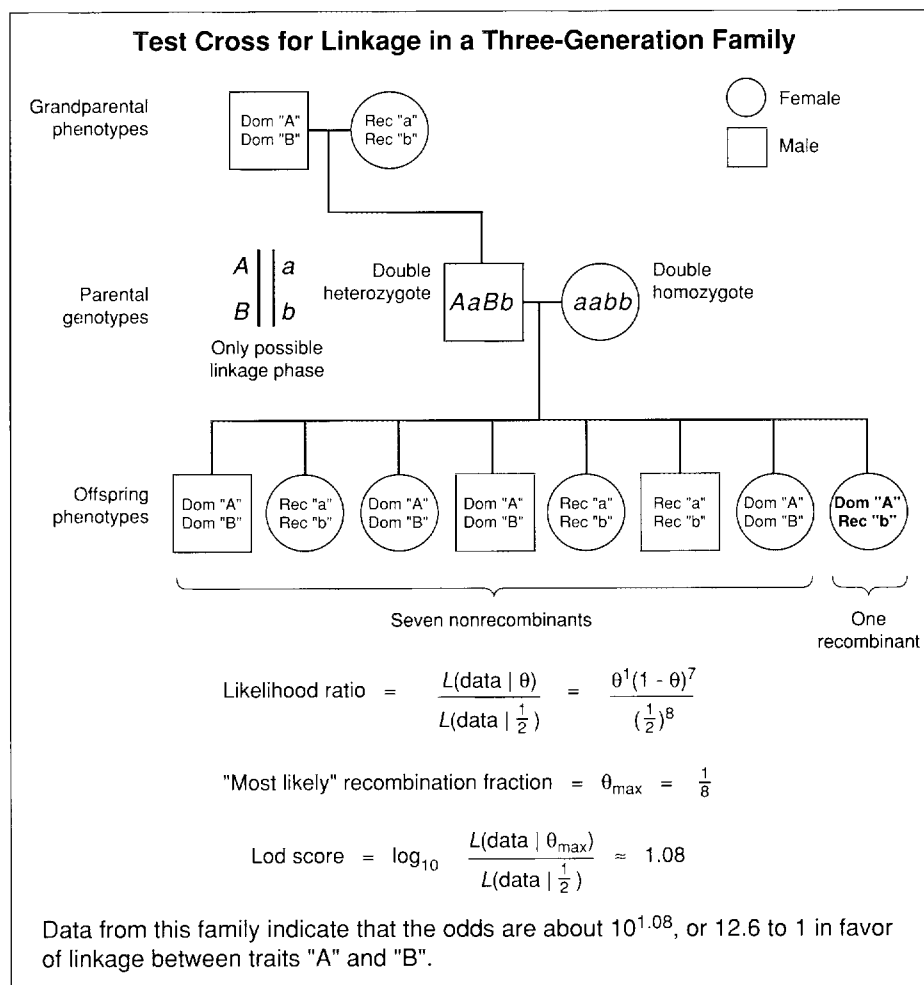 Test Cross for Linkage in a Three-Generation Family
Grandparental
phenotypes
Dom "A"
Dom "B"
Rec "a"
Rec "b"
Female
Male
Parental
genotypes
A a
B b
Only possible
linkage phase
Double
heterozygote
AaBb
aabb
Double
homozygote
Offspring
phenotypes
Dom "A"
Dom "B"
Rec "a"
Rec "b"
Dom "A"
Dom "B"
Dom "A"
Dom "B"
Rec "a"
Rec "b"
Rec "a"
Rec "b"
Dom "A"
Dom "B"
Dom "A"
Rec "b"
Seven nonrecombinants
One
recombinant
Likelihood ratio = L(data | θ) / L(data | 1/2) = θ¹(1 - θ)⁷ / (1/2)⁸
"Most likely" recombination fraction = θmax = 1/8
Lod score = log₁₀ L(data | θmax) / L(data | 1/2) ≈ 1.08
Data from this family indicate that the odds are about 10¹·⁰⁸, or 12.6 to 1 in favor
of linkage between traits "A" and "B".